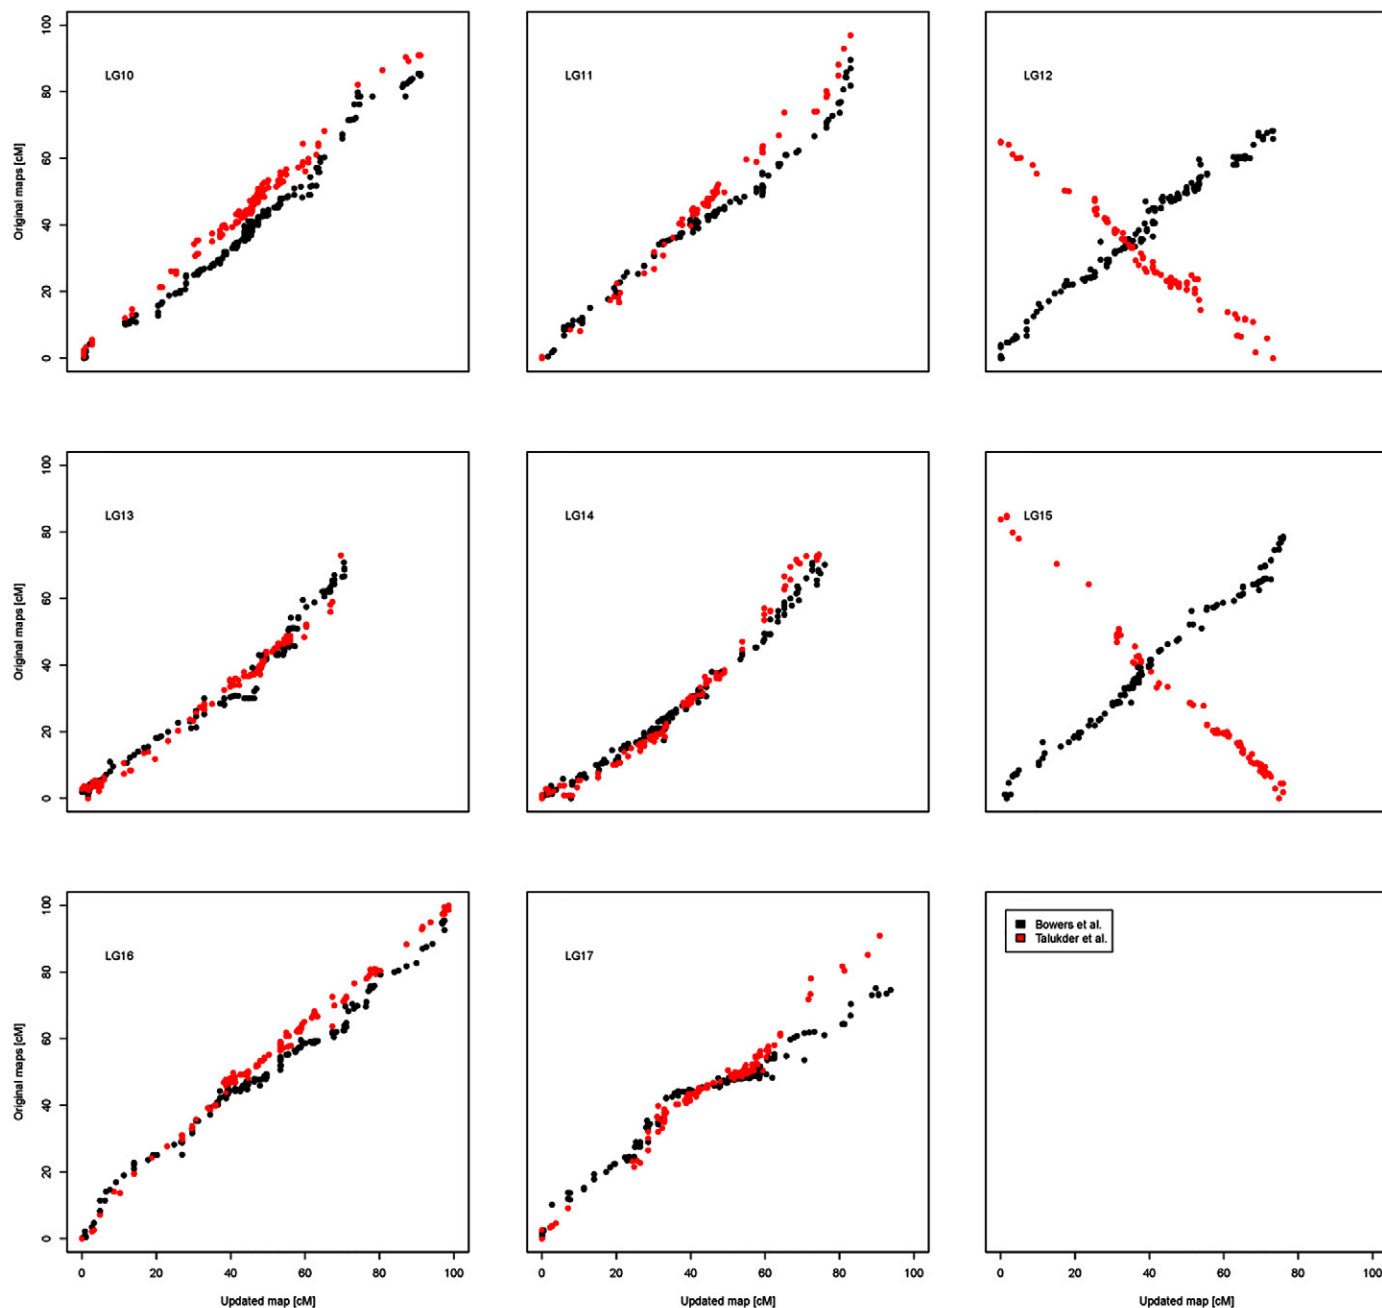 LG10
LG11
LG12
Original maps [cM]
0
20
40
60
80
100
LG13
LG14
LG15
Original maps [cM]
0
20
40
60
80
100
LG16
LG17
Bowers et al.
Talukder et al.
Original maps [cM]
0
20
40
60
80
100
0 20 40 60 80 100
0 20 40 60 80 100
0 20 40 60 80 100
Updated map [cM]
Updated map [cM]
Updated map [cM]